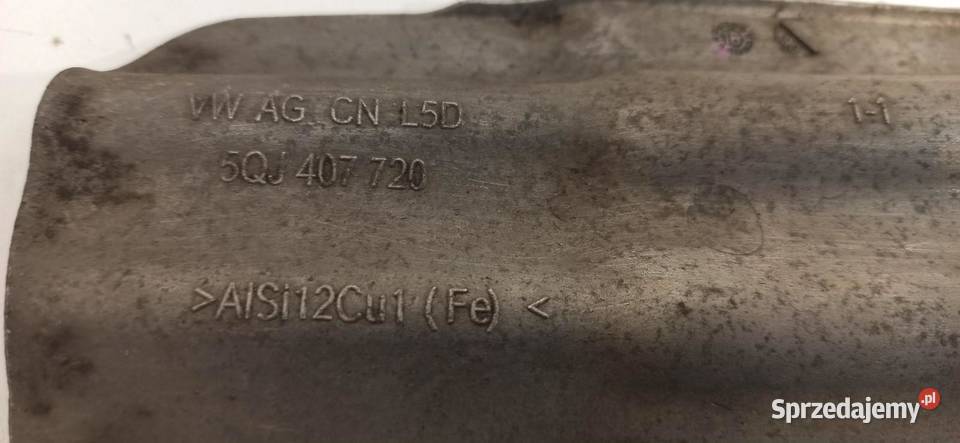 VW AG CN L5D
1-1
5QJ 407 720
>AlSi12Cu1 (Fe) <
Sprzedajemy.pl